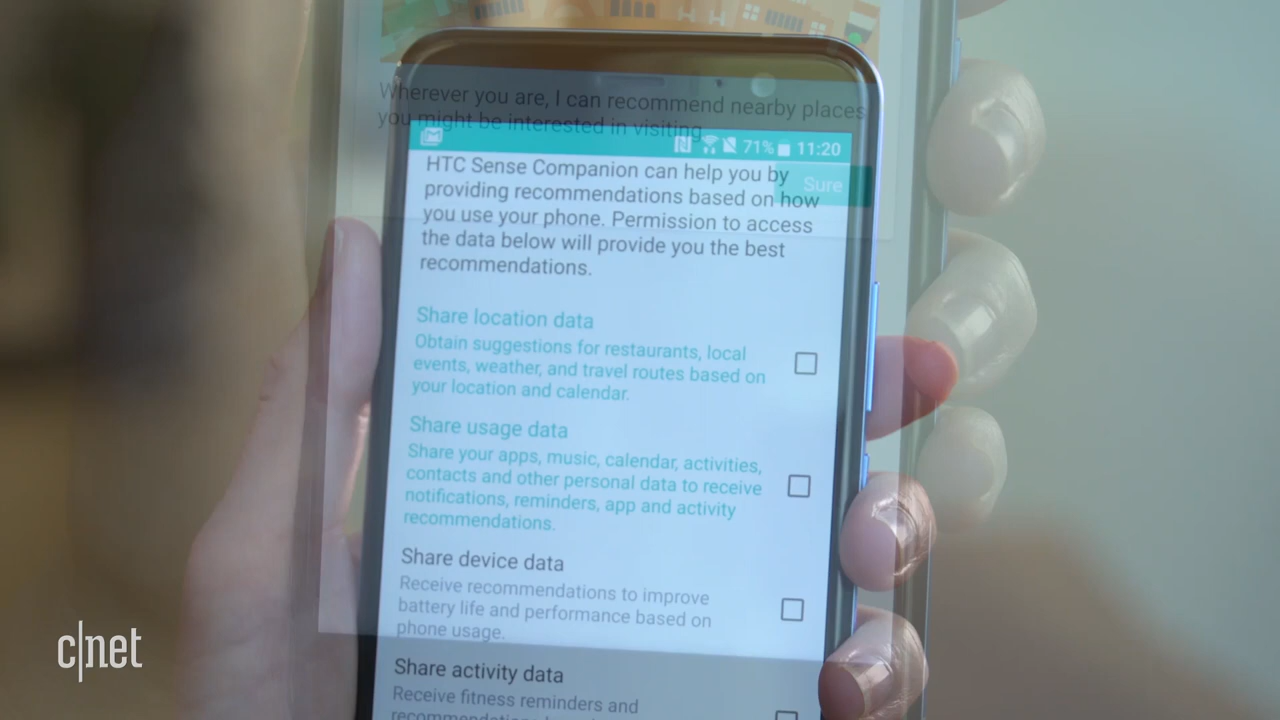 Wherever you are, I can recommend nearby places
you might be interested in visiting
71% 11:20
Sure
HTC Sense Companion can help you by
providing recommendations based on how
you use your phone. Permission to access
the data below will provide you the best
recommendations.
Share location data
Obtain suggestions for restaurants, local
events, weather, and travel routes based on
your location and calendar.
Share usage data
Share your apps, music, calendar, activities,
contacts and other personal data to receive
notifications, reminders, app and activity
recommendations.
Share device data
Receive recommendations to improve
battery life and performance based on
phone usage.
Share activity data
Receive fitness reminders and
c|net